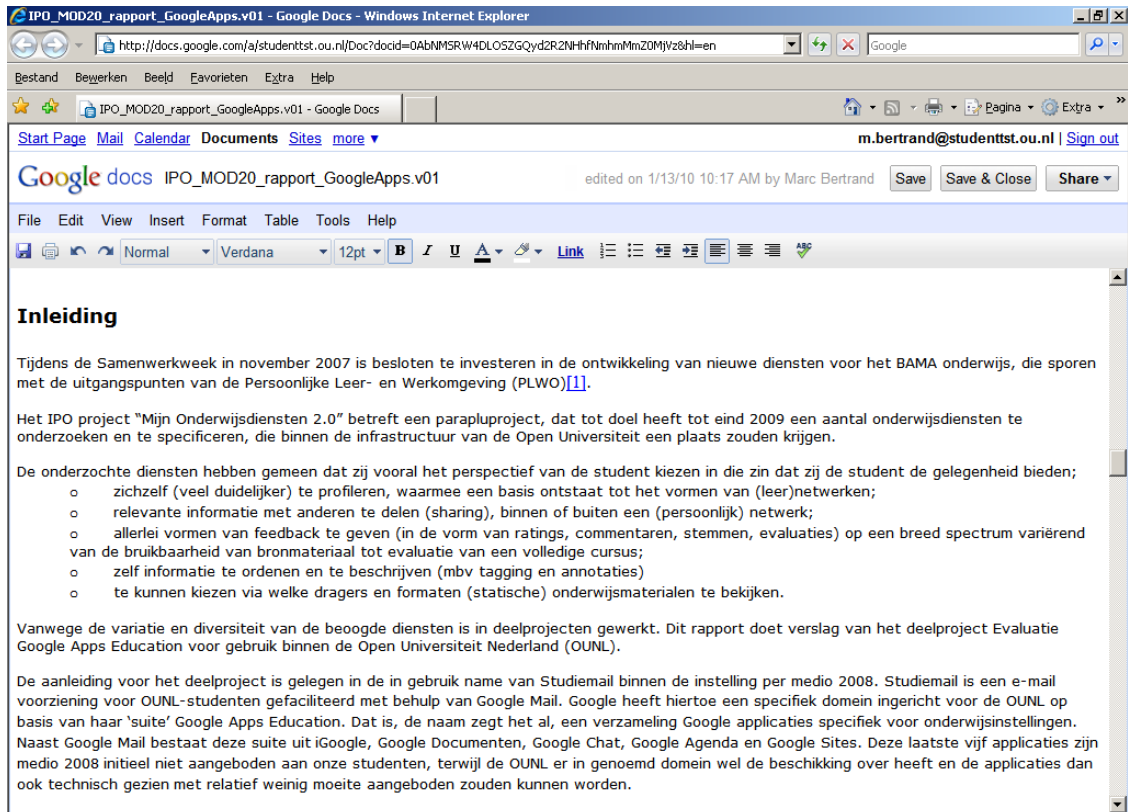 IPO_MOD20_rapport_GoogleApps.v01 - Google Docs - Windows Internet Explorer
http://docs.google.com/a/studenttst.ou.nl/Doc?docid=0AbNMSRW4DLOSZGQyd2R2NHhfNmhmMmZ0MjVz&hl=en
Google
Bestand Bewerken Beeld Favorieten Extra Help
IPO_MOD20_rapport_GoogleApps.v01 - Google Docs
Pagina Extra »
Start Page Mail Calendar Documents Sites more ▼
m.bertrand@studenttst.ou.nl | Sign out
Google docs IPO_MOD20_rapport_GoogleApps.v01
edited on 1/13/10 10:17 AM by Marc Bertrand Save Save & Close Share
File Edit View Insert Format Table Tools Help
Normal Verdana 12pt B I U A Link ABC
Inleiding
Tijdens de Samenwerkweek in november 2007 is besloten te investeren in de ontwikkeling van nieuwe diensten voor het BAMA onderwijs, die sporen
met de uitgangspunten van de Persoonlijke Leer- en Werkomgeving (PLWO)[1].
Het IPO project “Mijn Onderwijsdiensten 2.0” betreft een parapluproject, dat tot doel heeft tot eind 2009 een aantal onderwijsdiensten te
onderzoeken en te specificeren, die binnen de infrastructuur van de Open Universiteit een plaats zouden krijgen.
De onderzochte diensten hebben gemeen dat zij vooral het perspectief van de student kiezen in die zin dat zij de student de gelegenheid bieden;
o zichzelf (veel duidelijker) te profileren, waarmee een basis ontstaat tot het vormen van (leer)netwerken;
o relevante informatie met anderen te delen (sharing), binnen of buiten een (persoonlijk) netwerk;
o allerlei vormen van feedback te geven (in de vorm van ratings, commentaren, stemmen, evaluaties) op een breed spectrum variërend
van de bruikbaarheid van bronmateriaal tot evaluatie van een volledige cursus;
o zelf informatie te ordenen en te beschrijven (mbv tagging en annotaties)
o te kunnen kiezen via welke dragers en formaten (statische) onderwijsmaterialen te bekijken.
Vanwege de variatie en diversiteit van de beoogde diensten is in deelprojecten gewerkt. Dit rapport doet verslag van het deelproject Evaluatie
Google Apps Education voor gebruik binnen de Open Universiteit Nederland (OUNL).
De aanleiding voor het deelproject is gelegen in de in gebruik name van Studiemail binnen de instelling per medio 2008. Studiemail is een e-mail
voorziening voor OUNL-studenten gefaciliteerd met behulp van Google Mail. Google heeft hiertoe een specifiek domein ingericht voor de OUNL op
basis van haar ‘suite’ Google Apps Education. Dat is, de naam zegt het al, een verzameling Google applicaties specifiek voor onderwijsinstellingen.
Naast Google Mail bestaat deze suite uit iGoogle, Google Documenten, Google Chat, Google Agenda en Google Sites. Deze laatste vijf applicaties zijn
medio 2008 initieel niet aangeboden aan onze studenten, terwijl de OUNL er in genoemd domein wel de beschikking over heeft en de applicaties dan
ook technisch gezien met relatief weinig moeite aangeboden zouden kunnen worden.